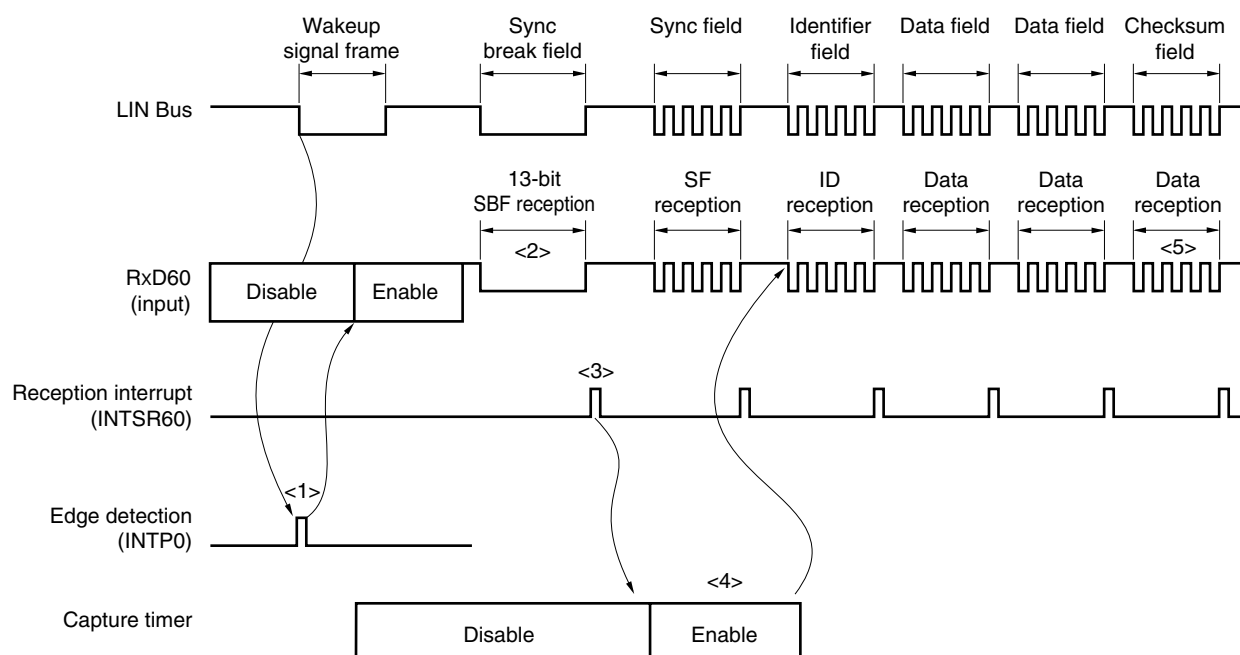 Wakeup
signal frame
Sync
break field
Sync field
Identifier
field
Data field
Data field
Checksum
field
LIN Bus
13-bit
SBF reception
SF
reception
ID
reception
Data
reception
Data
reception
Data
reception
<2>
<5>
RxD60
(input)
Disable
Enable
Reception interrupt
(INTSR60)
<3>
Edge detection
(INTP0)
<1>
Capture timer
Disable
<4>
Enable